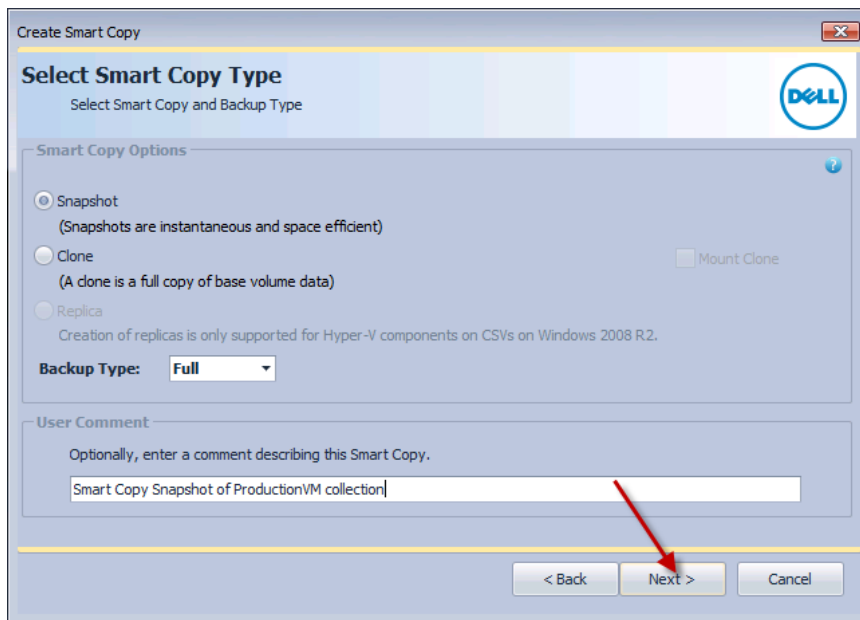 Create Smart Copy
Select Smart Copy Type
Select Smart Copy and Backup Type
DELL
Smart Copy Options
?
Snapshot
(Snapshots are instantaneous and space efficient)
Clone
Mount Clone
(A clone is a full copy of base volume data)
Replica
Creation of replicas is only supported for Hyper-V components on CSVs on Windows 2008 R2.
Backup Type: Full
User Comment
Optionally, enter a comment describing this Smart Copy.
Smart Copy Snapshot of ProductionVM collection
< Back Next > Cancel